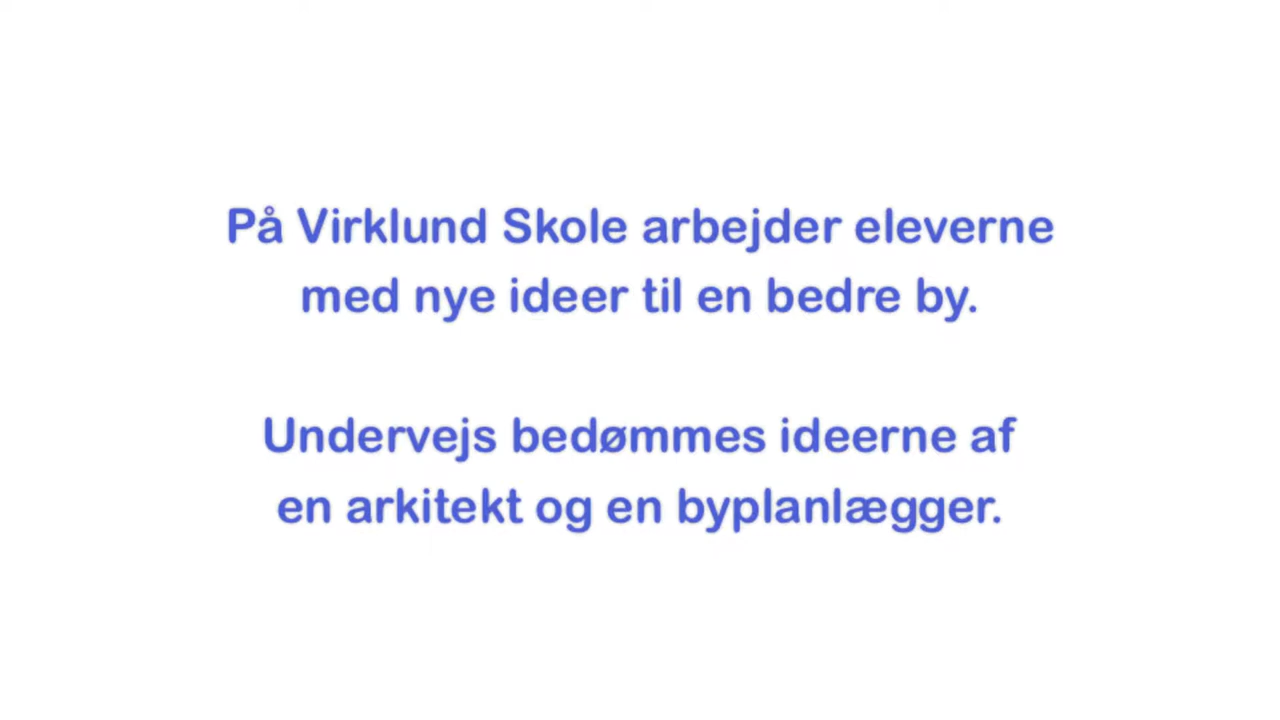 På Virklund Skole arbejder eleverne
med nye ideer til en bedre by.
Undervejs bedømmes ideerne af
en arkitekt og en byplanlægger.